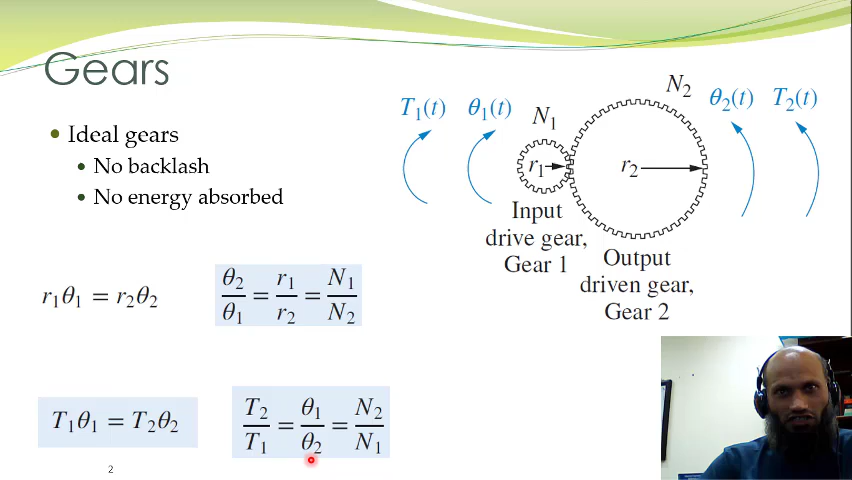 Gears
• Ideal gears
• No backlash
• No energy absorbed
r₁θ₁ = r₂θ₂
θ₂/θ₁ = r₁/r₂ = N₁/N₂
T₁θ₁ = T₂θ₂
T₂/T₁ = θ₁/θ₂ = N₂/N₁
T₁(t) θ₁(t) N₁ N₂ θ₂(t) T₂(t)
r₁ r₂
Input
drive gear,
Gear 1
Output
driven gear,
Gear 2
2